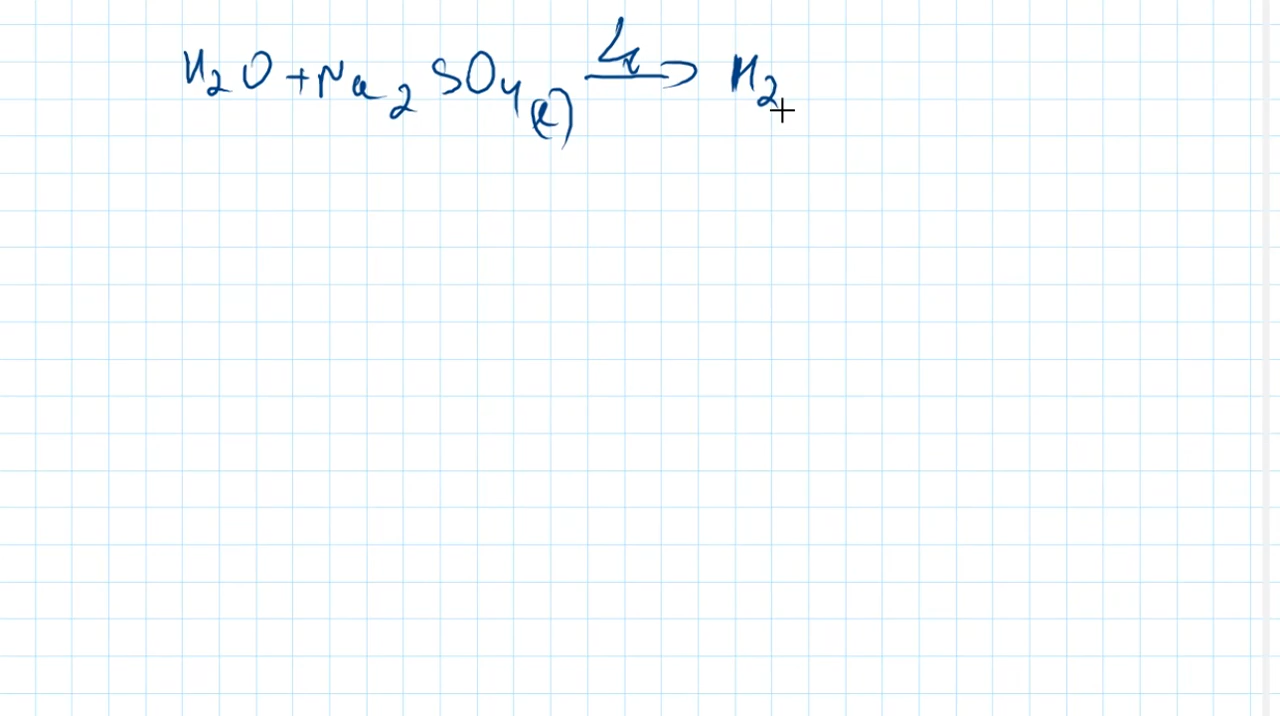 H₂O + Na₂SO₄ → H₂